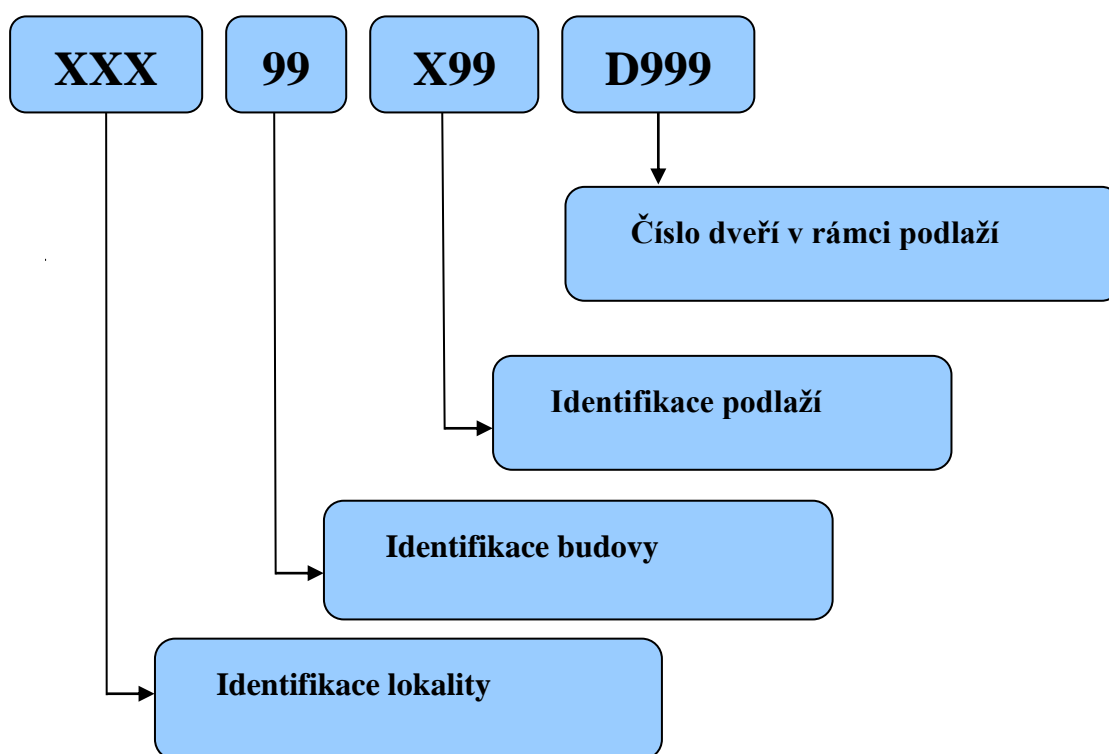 XXX 99 X99 D999
Číslo dveří v rámci podlaží
Identifikace podlaží
Identifikace budovy
Identifikace lokality